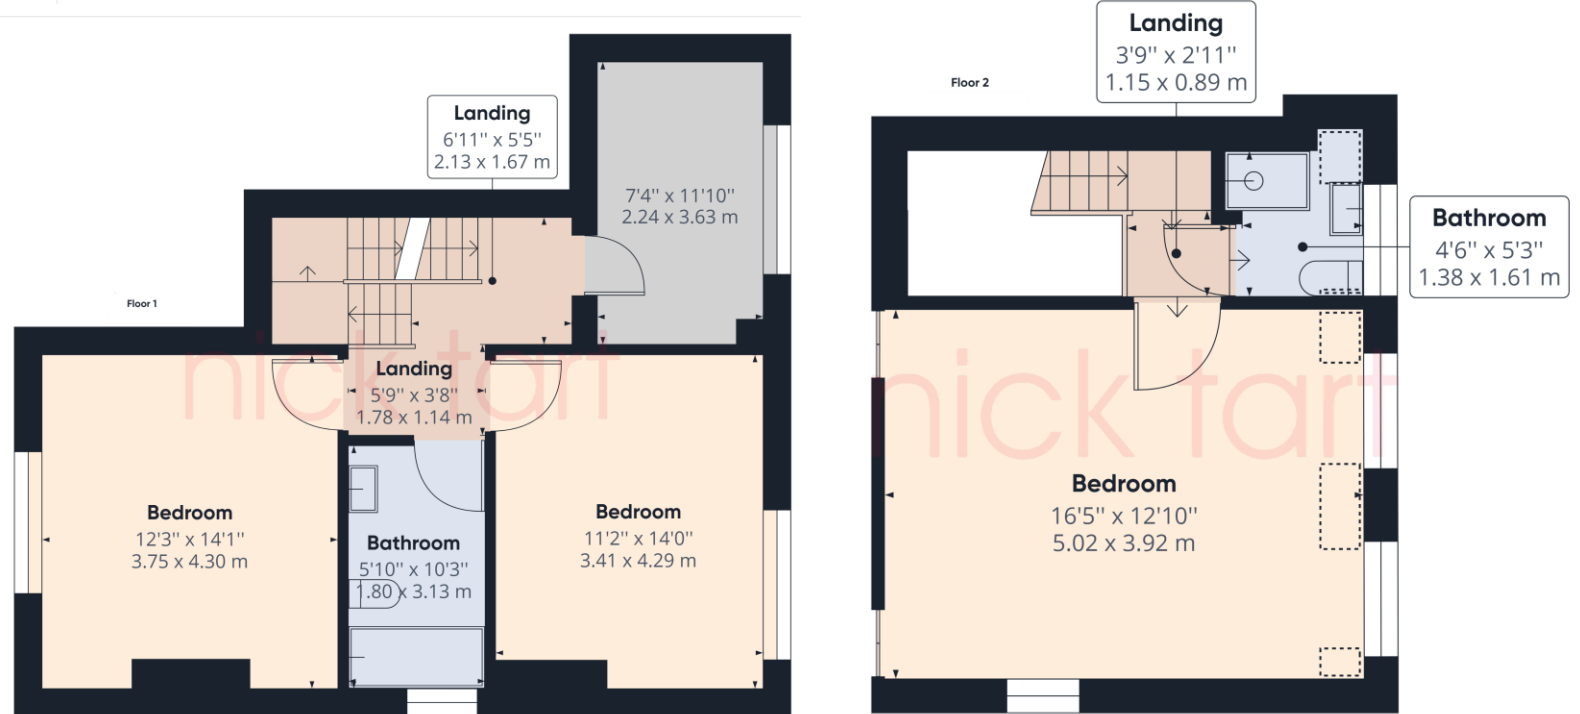 Floor 1
Landing
6'11" x 5'5"
2.13 x 1.67 m
7'4" x 11'10"
2.24 x 3.63 m
Landing
5'9" x 3'8"
1.78 x 1.14 m
Bedroom
12'3" x 14'1"
3.75 x 4.30 m
Bathroom
5'10" x 10'3"
1.80 x 3.13 m
Bedroom
11'2" x 14'0"
3.41 x 4.29 m
nick tart
Floor 2
Landing
3'9" x 2'11"
1.15 x 0.89 m
Bathroom
4'6" x 5'3"
1.38 x 1.61 m
Bedroom
16'5" x 12'10"
5.02 x 3.92 m
nick tart